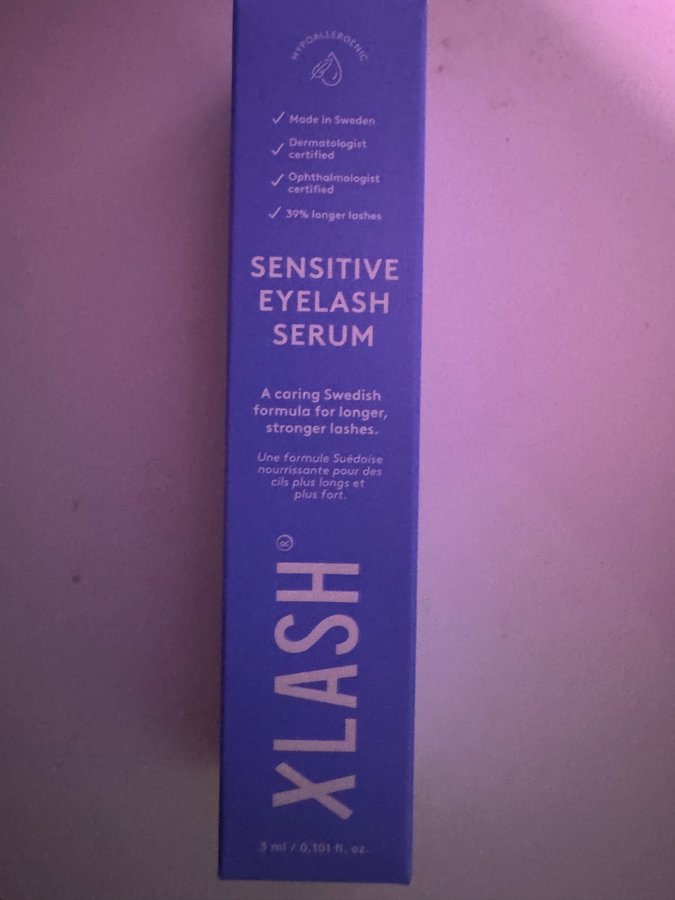 HYPOALLERGENIC
Made in Sweden
Dermatologist
certified
Ophthalmologist
certified
39% longer lashes
SENSITIVE
EYELASH
SERUM
A caring Swedish
formula for longer,
stronger lashes.
Une formule Suédoise
nourrissante pour des
cils plus longs et
plus fort.
XLASH®
3 ml / 0.101 fl. oz.